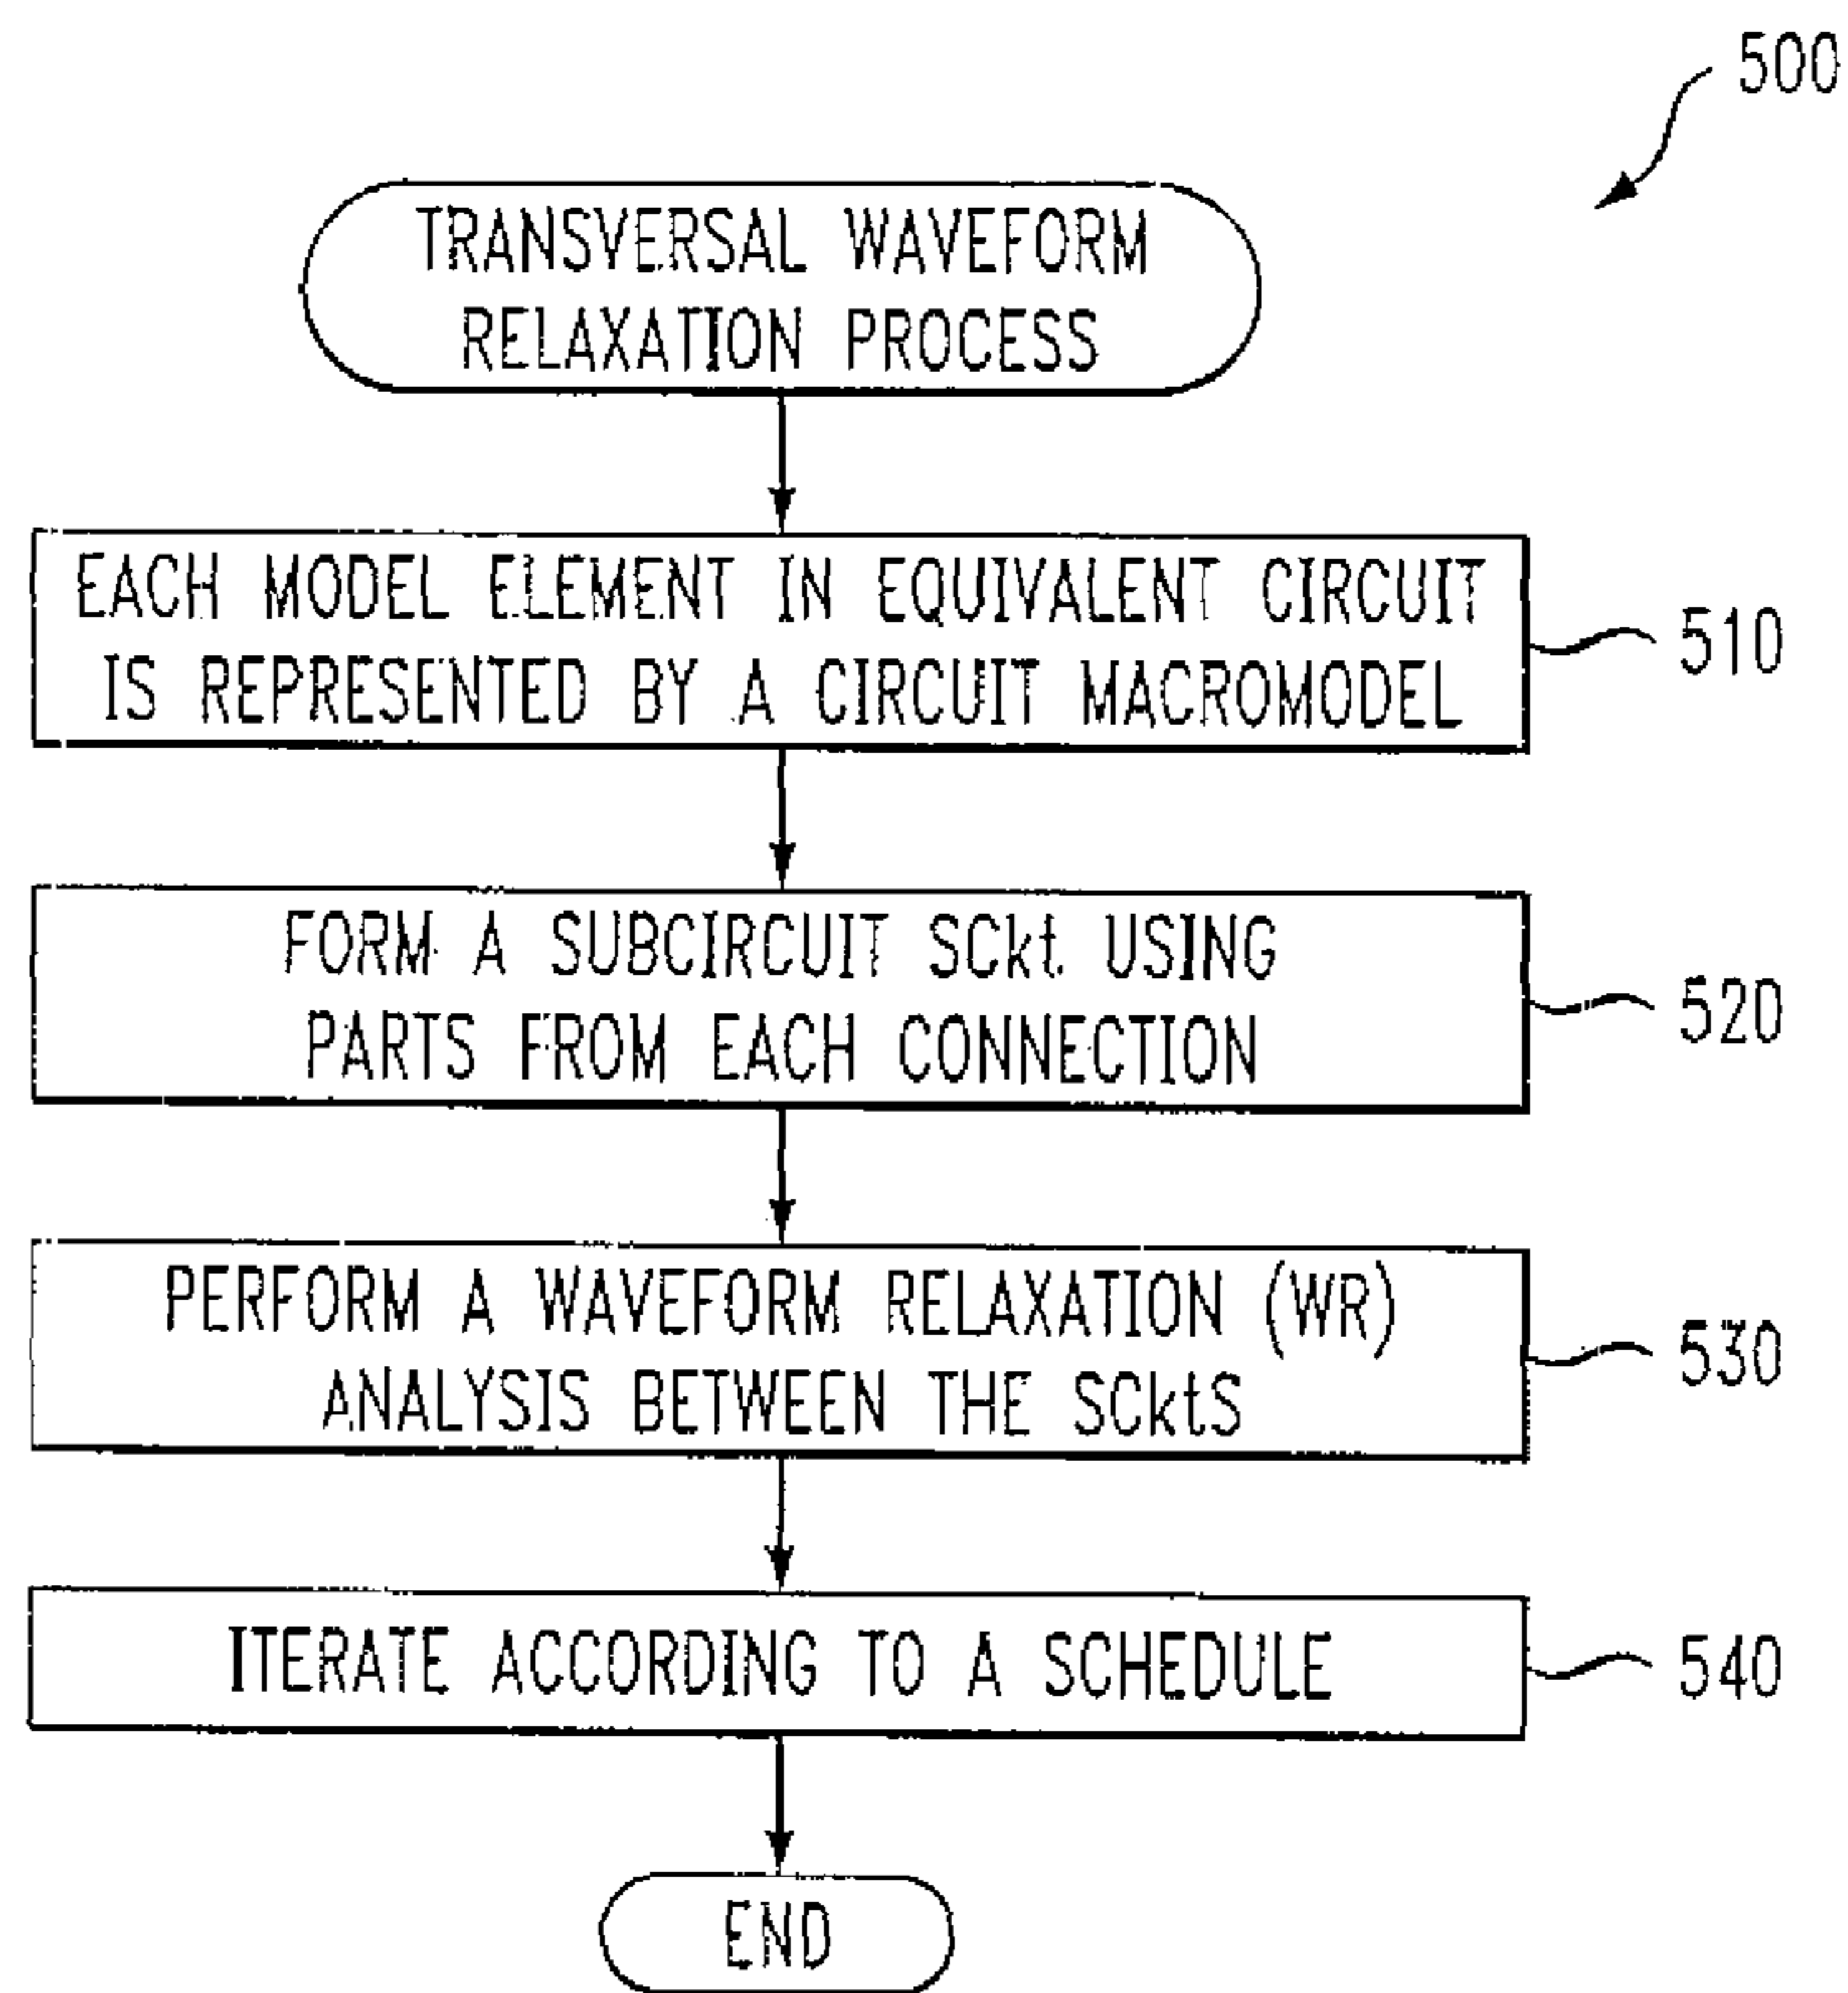 500
TRANSVERSAL WAVEFORM
RELAXATION PROCESS
EACH MODEL ELEMENT IN EQUIVALENT CIRCUIT
IS REPRESENTED BY A CIRCUIT MACROMODEL
510
FORM A SUBCIRCUIT SCkt USING
PARTS FROM EACH CONNECTION
520
PERFORM A WAVEFORM RELAXATION (WR)
ANALYSIS BETWEEN THE SCktS
530
ITERATE ACCORDING TO A SCHEDULE
540
END